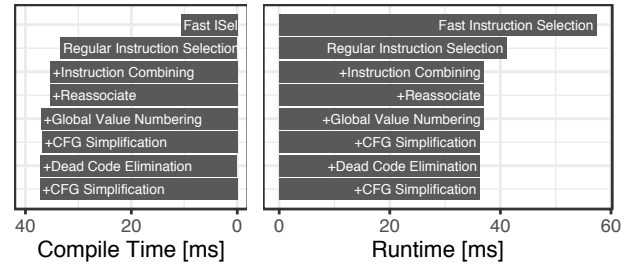 Fast ISel
Regular Instruction Selection
+Instruction Combining
+Reassociate
+Global Value Numbering
+CFG Simplification
+Dead Code Elimination
+CFG Simplification
40 20 0
Compile Time [ms]
Fast Instruction Selection
Regular Instruction Selection
+Instruction Combining
+Reassociate
+Global Value Numbering
+CFG Simplification
+Dead Code Elimination
+CFG Simplification
0 20 40 60
Runtime [ms]